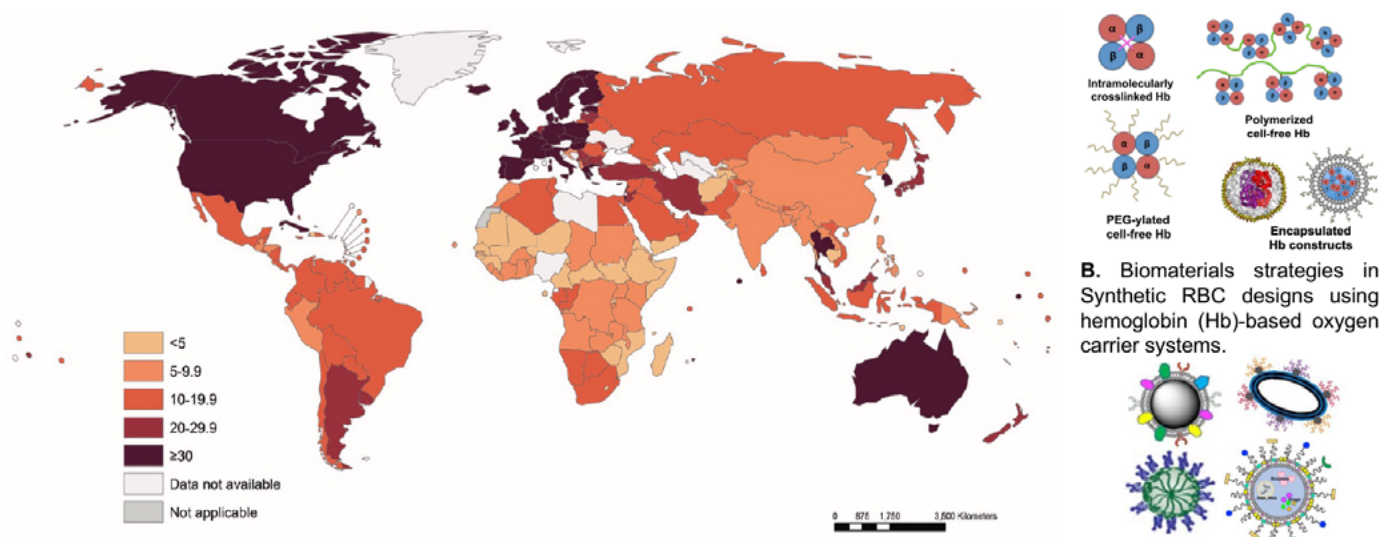 <5
5-9.9
10-19.9
20-29.9
≥30
Data not available
Not applicable
0 875 1,750 3,500 Kilometers
α β
β α
Intramolecularly
crosslinked Hb
Polymerized
cell-free Hb
α β
β α
PEG-ylated
cell-free Hb
Encapsulated
Hb constructs
B. Biomaterials strategies in
Synthetic RBC designs using
hemoglobin (Hb)-based oxygen
carrier systems.